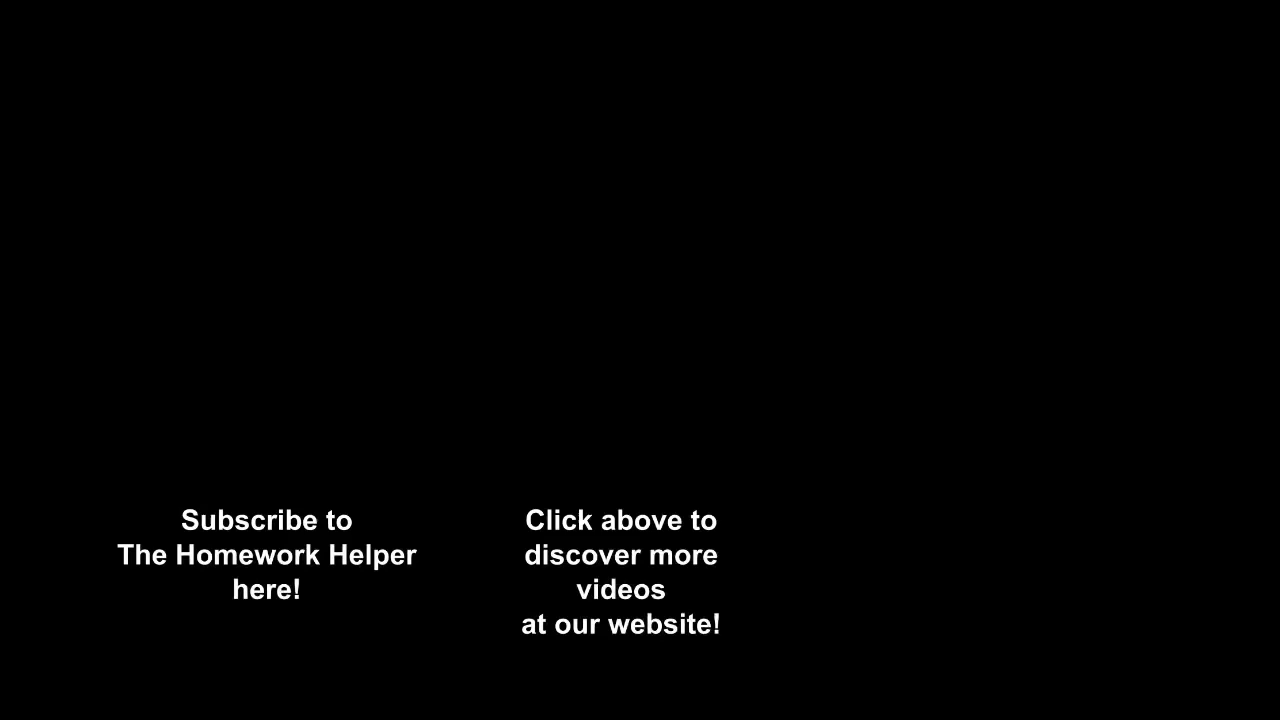 Subscribe to
The Homework Helper
here!
Click above to
discover more
videos
at our website!